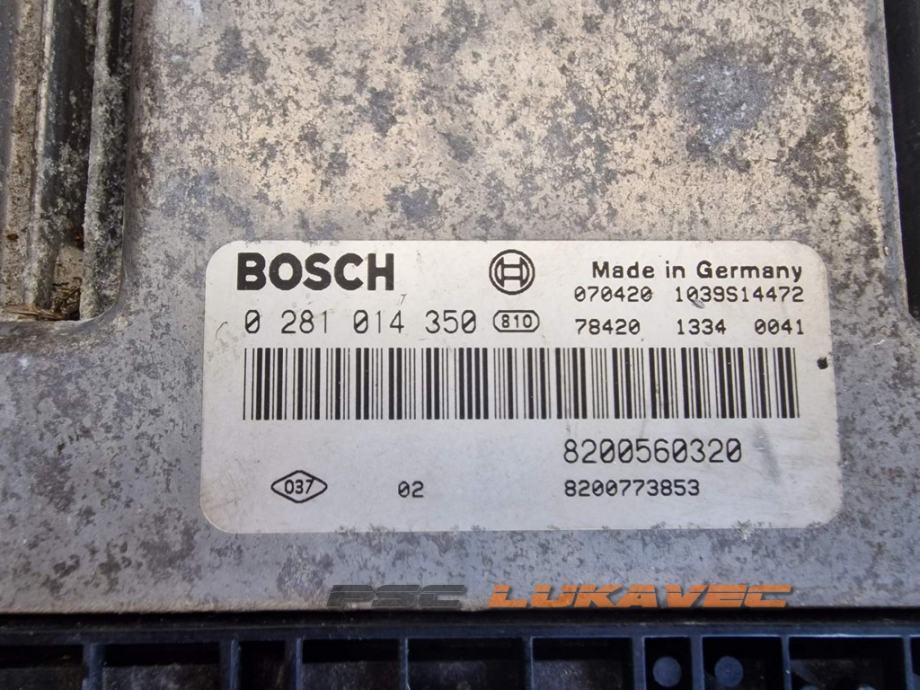 BOSCH
Made in Germany
070420 1039S14472
0 281 014 350 810
78420 1334 0041
8200560320
037 02 8200773853
PSC LUKAVEC